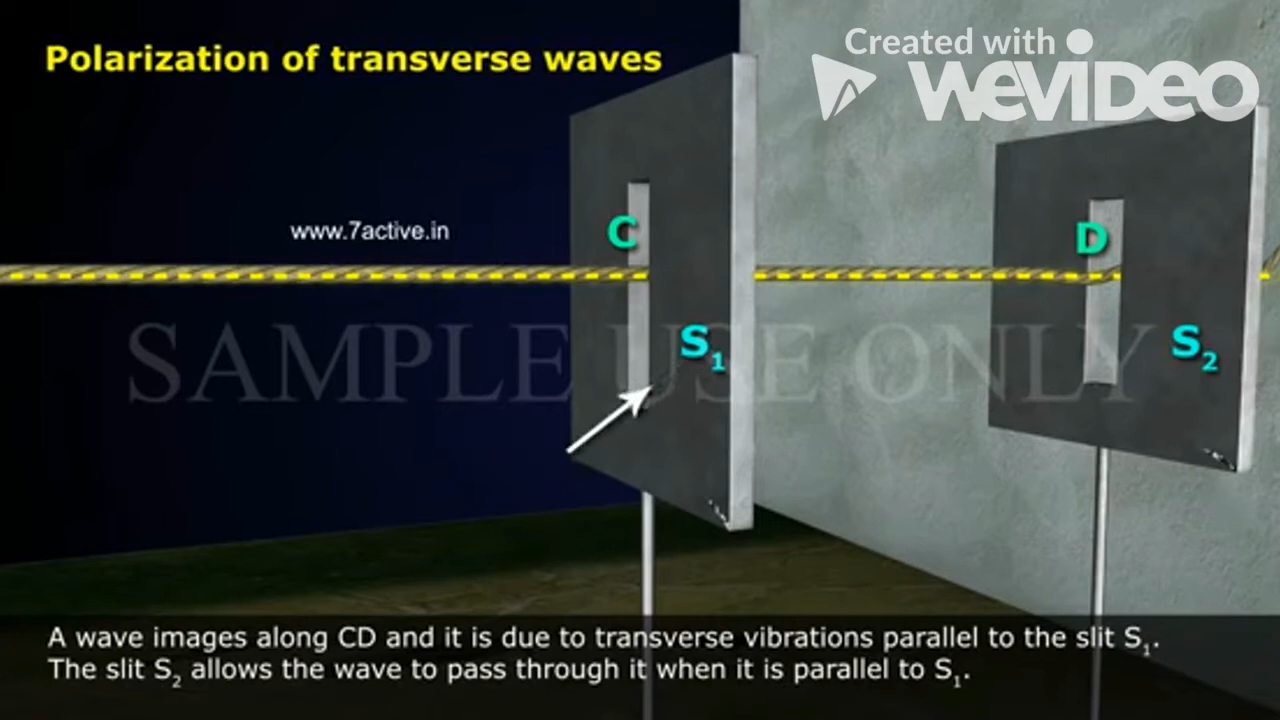 Polarization of transverse waves
Created with
WEVIDEO
www.7active.in
C
D
SAMPLE USE ONLY
S₁
S₂
A wave images along CD and it is due to transverse vibrations parallel to the slit S₁.
The slit S₂ allows the wave to pass through it when it is parallel to S₁.